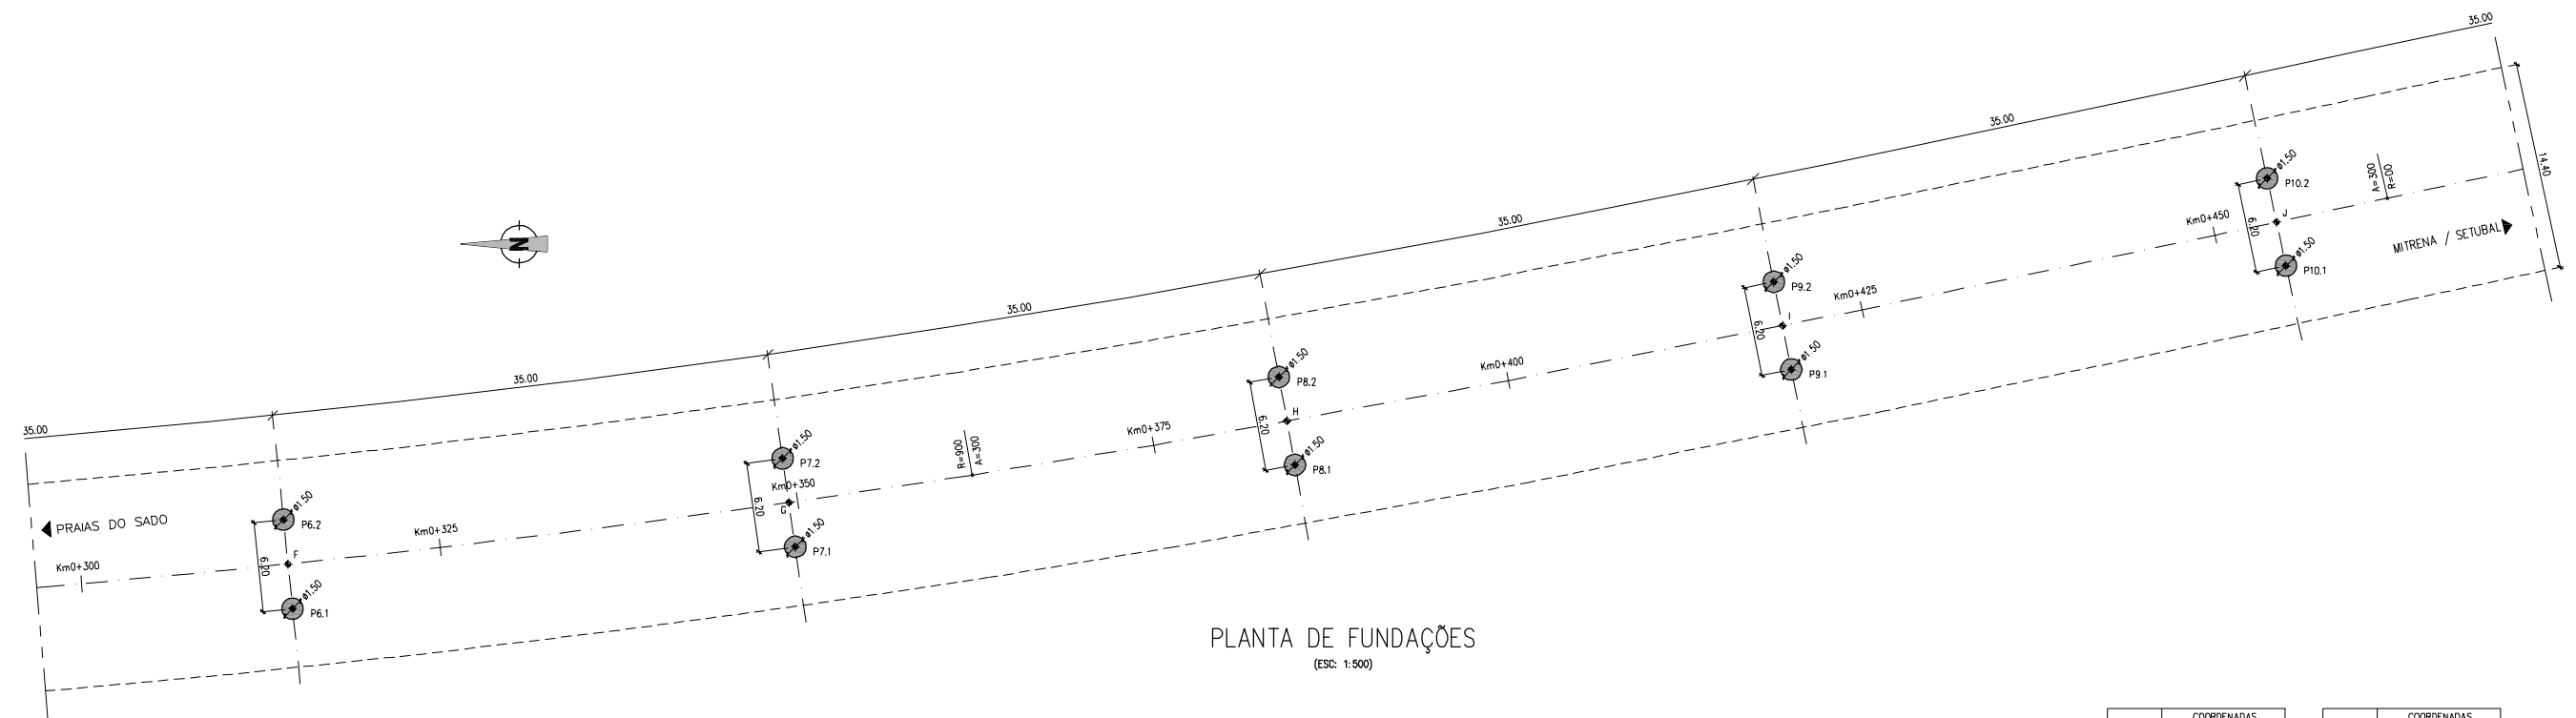 35.00
35.00
35.00
35.00
35.00
35.00
14.40
N
PRAIAS DO SADO
MITRENA / SETUBAL
Km0+300
6.20
ø1.50
P6.2
F
ø1.50
P6.1
Km0+325
6.20
ø1.50
P7.2
Km0+350
G
ø1.50
P7.1
R=900
A=300
Km0+375
6.20
ø1.50
P8.2
H
ø1.50
P8.1
Km0+400
6.20
ø1.50
P9.2
I
ø1.50
P9.1
Km0+425
Km0+450
6.20
ø1.50
P10.2
J
ø1.50
P10.1
A=300
R=00
PLANTA DE FUNDAÇÕES
(ESC: 1:500)
COORDENADAS
COORDENADAS